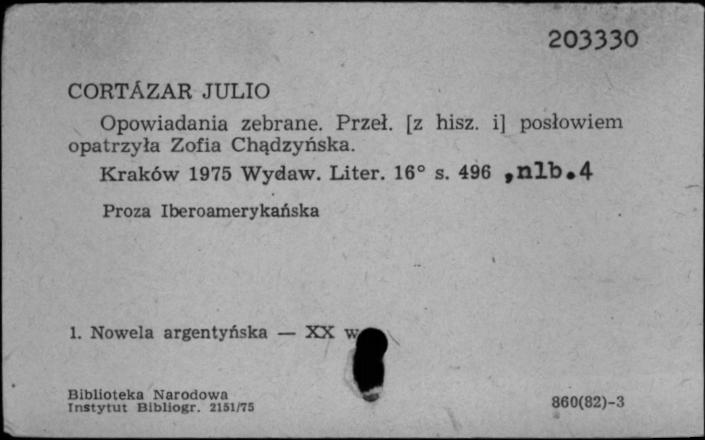 203330
CORTÁZAR JULIO
Opowiadania zebrane. Przeł. [z hisz. i] posłowiem
opatrzyła Zofia Chądzyńska.
Kraków 1975 Wydaw. Liter. 16° s. 496 ,nlb.4
Proza Iberoamerykańska
1. Nowela argentyńska — XX w
Biblioteka Narodowa
Instytut Bibliogr. 2151/75
860(82)-3